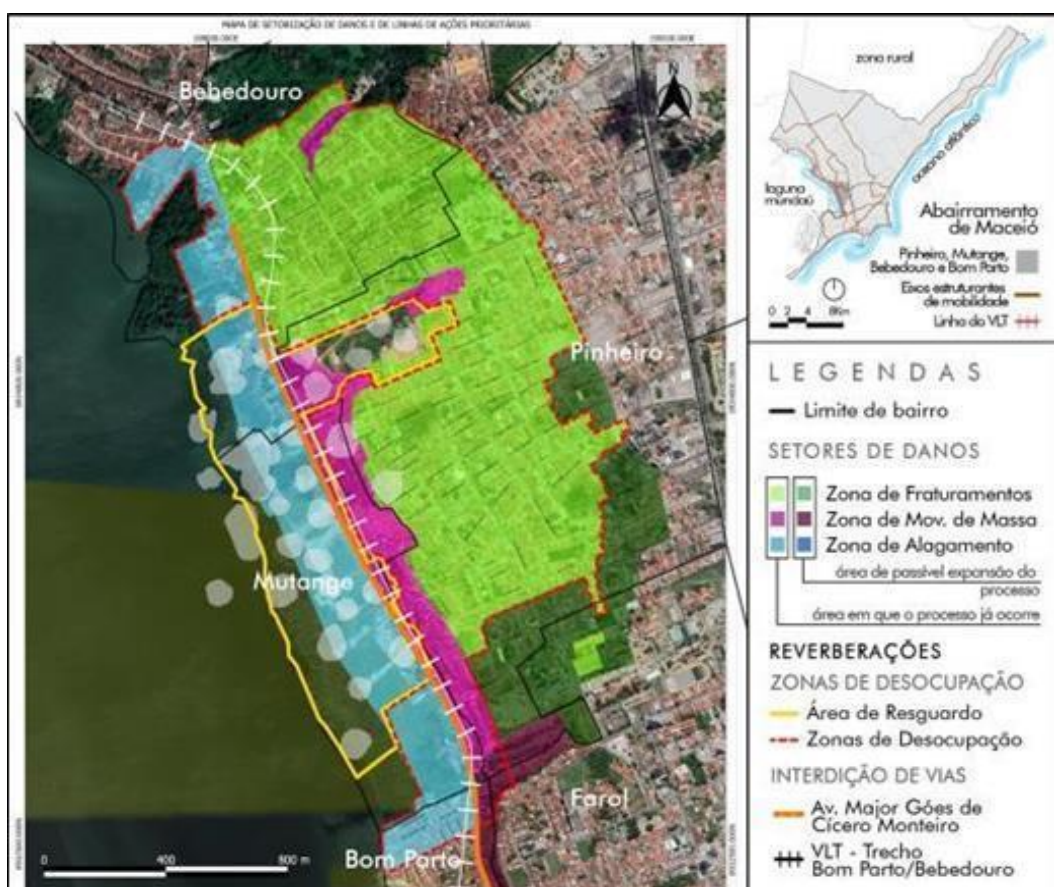 MAPA DE SETORIZAÇÃO DE DANOS E DE LINHAS DE AÇÕES PRIORITÁRIAS
Bebedouro
Pinheiro
Mutange
Farol
Bom Parto
0 400 800 m
zona rural
oceano atlântico
laguna
mundaú
Abairramento
de Maceió
Pinheiro, Mutange,
Bebedouro e Bom Parto
Eixos estruturantes
de mobilidade
Linha do VLT
0 2 4 8Km
LEGENDAS
Limite de bairro
SETORES DE DANOS
Zona de Fraturamentos
Zona de Mov. de Massa
Zona de Alagamento
área de passível expansão do
processo
área em que o processo já ocorre
REVERBERAÇÕES
ZONAS DE DESOCUPAÇÃO
Área de Resguardo
Zonas de Desocupação
INTERDIÇÃO DE VIAS
Av. Major Góes de
Cícero Monteiro
VLT - Trecho
Bom Parto/Bebedouro